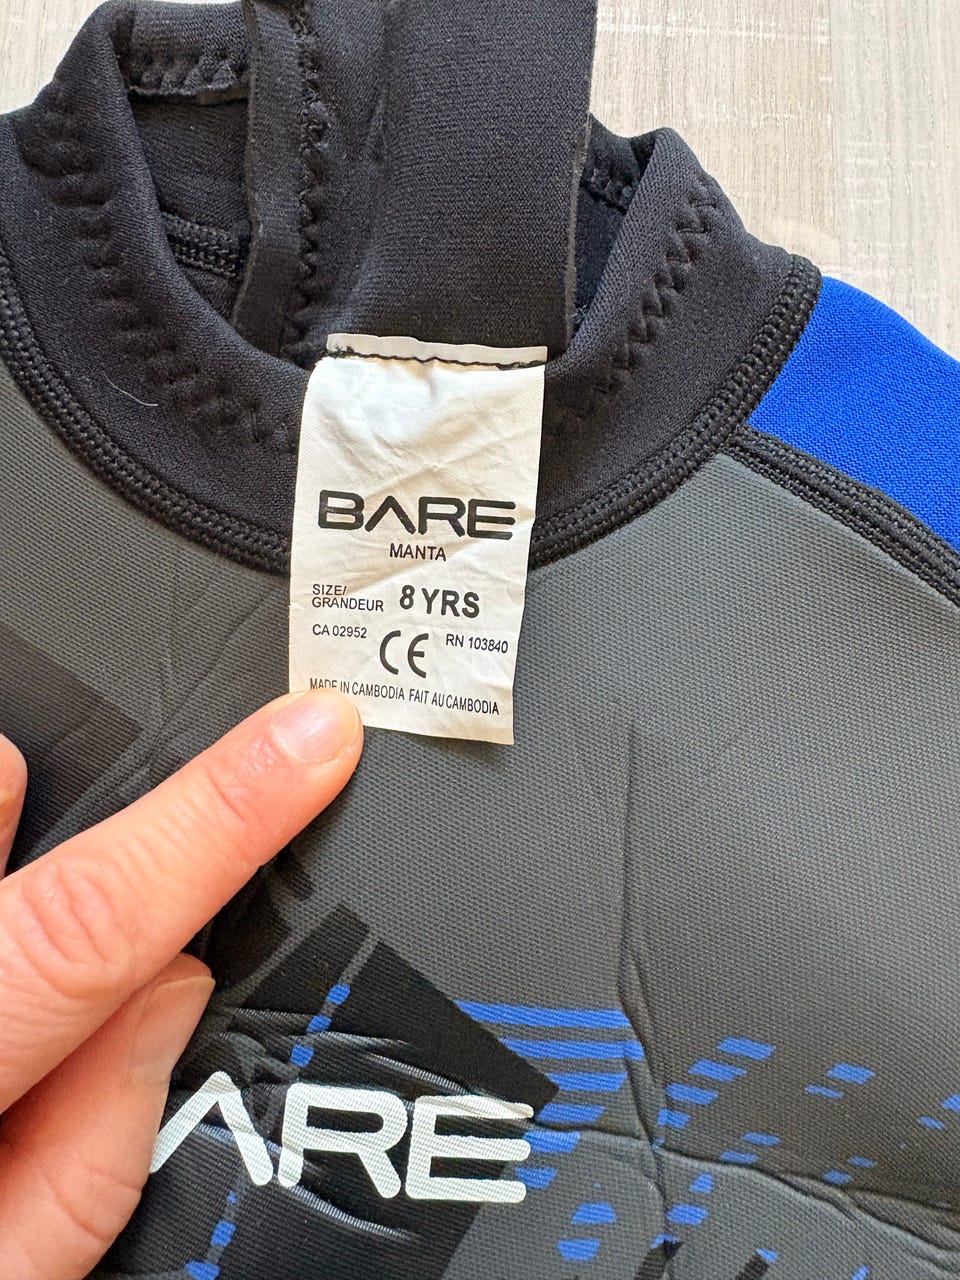 BARE
MANTA
SIZE/
GRANDEUR 8 YRS
CA 02952 CE RN 103840
MADE IN CAMBODIA FAIT AU CAMBODIA
ARE